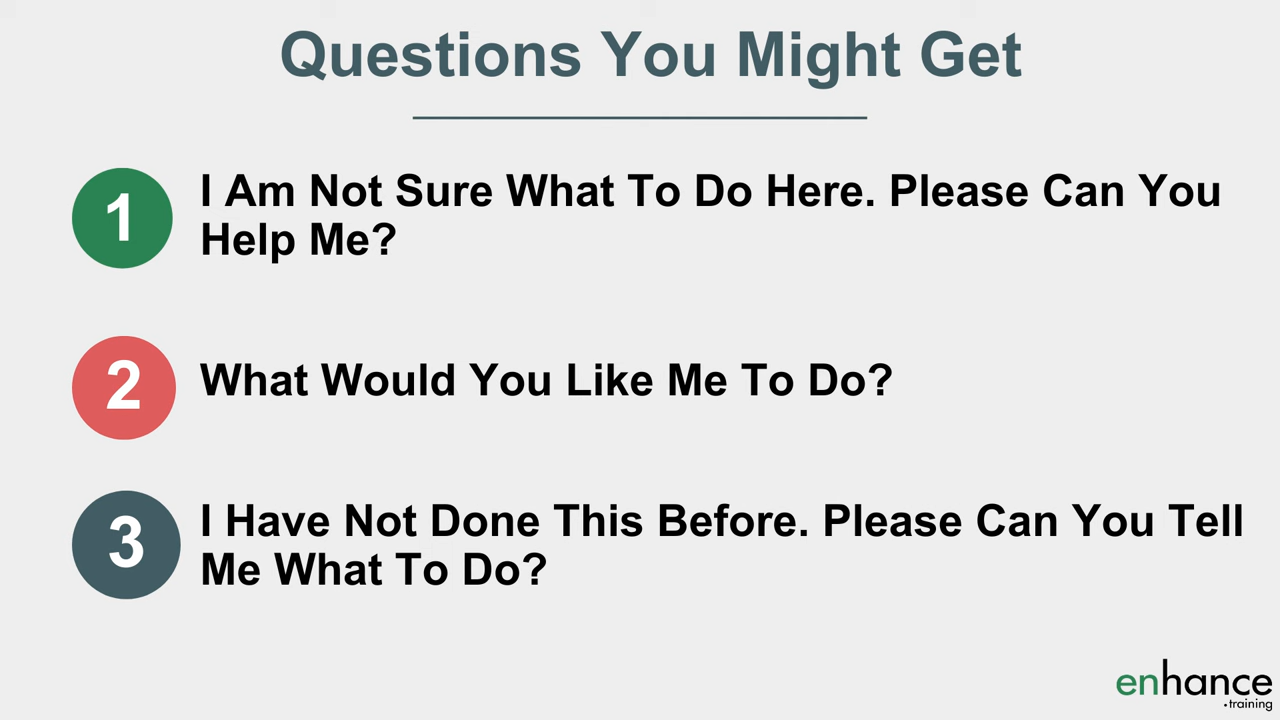 Questions You Might Get
1
I Am Not Sure What To Do Here. Please Can You
Help Me?
2
What Would You Like Me To Do?
3
I Have Not Done This Before. Please Can You Tell
Me What To Do?
enhance
.training